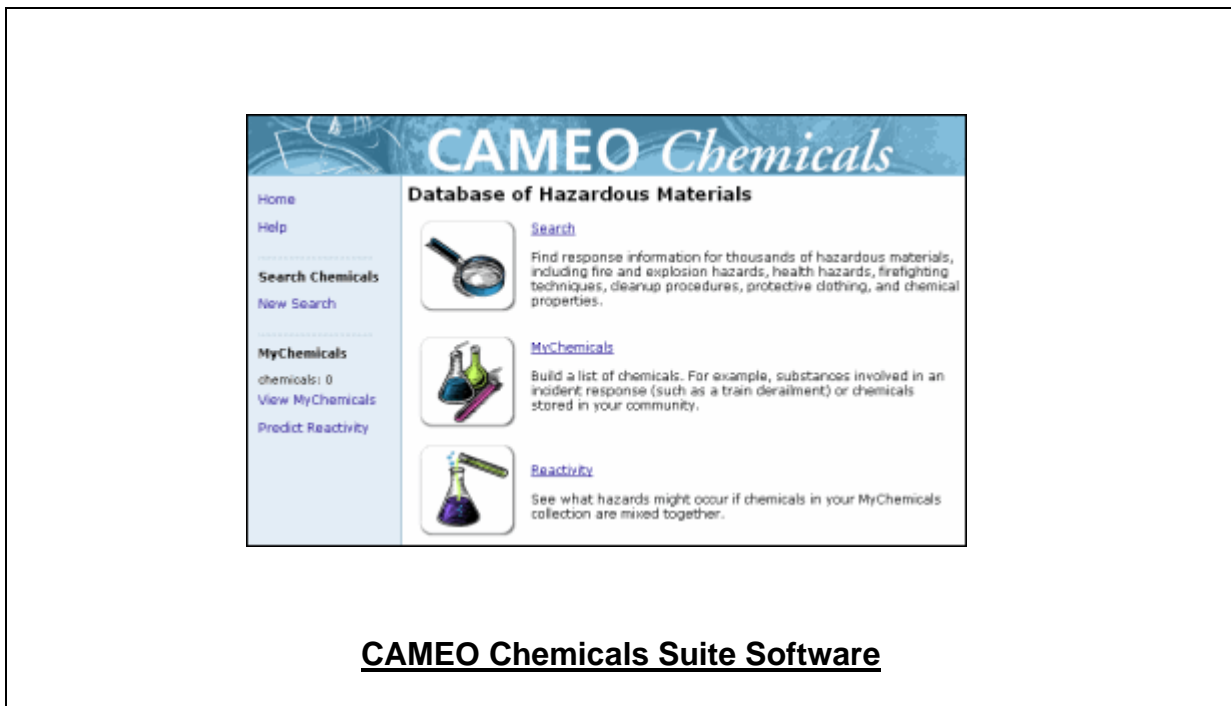 CAMEO Chemicals
Home
Help
Search Chemicals
New Search
MyChemicals
chemicals: 0
View MyChemicals
Predict Reactivity
Database of Hazardous Materials
Search
Find response information for thousands of hazardous materials,
including fire and explosion hazards, health hazards, firefighting
techniques, cleanup procedures, protective clothing, and chemical
properties.
MyChemicals
Build a list of chemicals. For example, substances involved in an
incident response (such as a train derailment) or chemicals
stored in your community.
Reactivity
See what hazards might occur if chemicals in your MyChemicals
collection are mixed together.
CAMEO Chemicals Suite Software